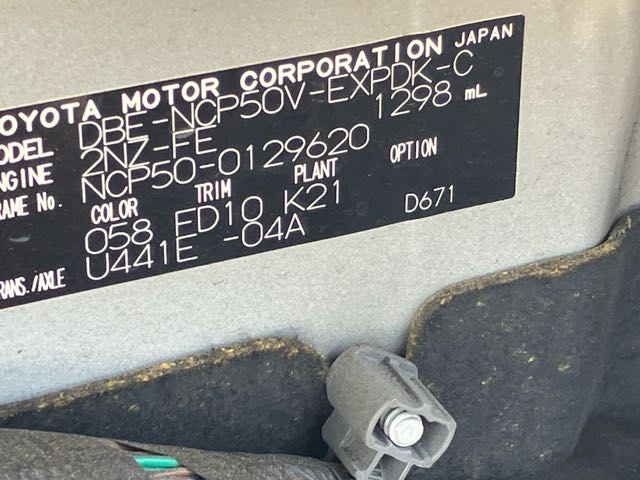 TOYOTA MOTOR CORPORATION JAPAN
MODEL DBE-NCP50V-EXPDK-C
ENGINE 2NZ-FE 1298 mL
FRAME No. NCP50-0129620
COLOR TRIM PLANT OPTION
058 FD10 K21 D671
TRANS./AXLE U441E -04A